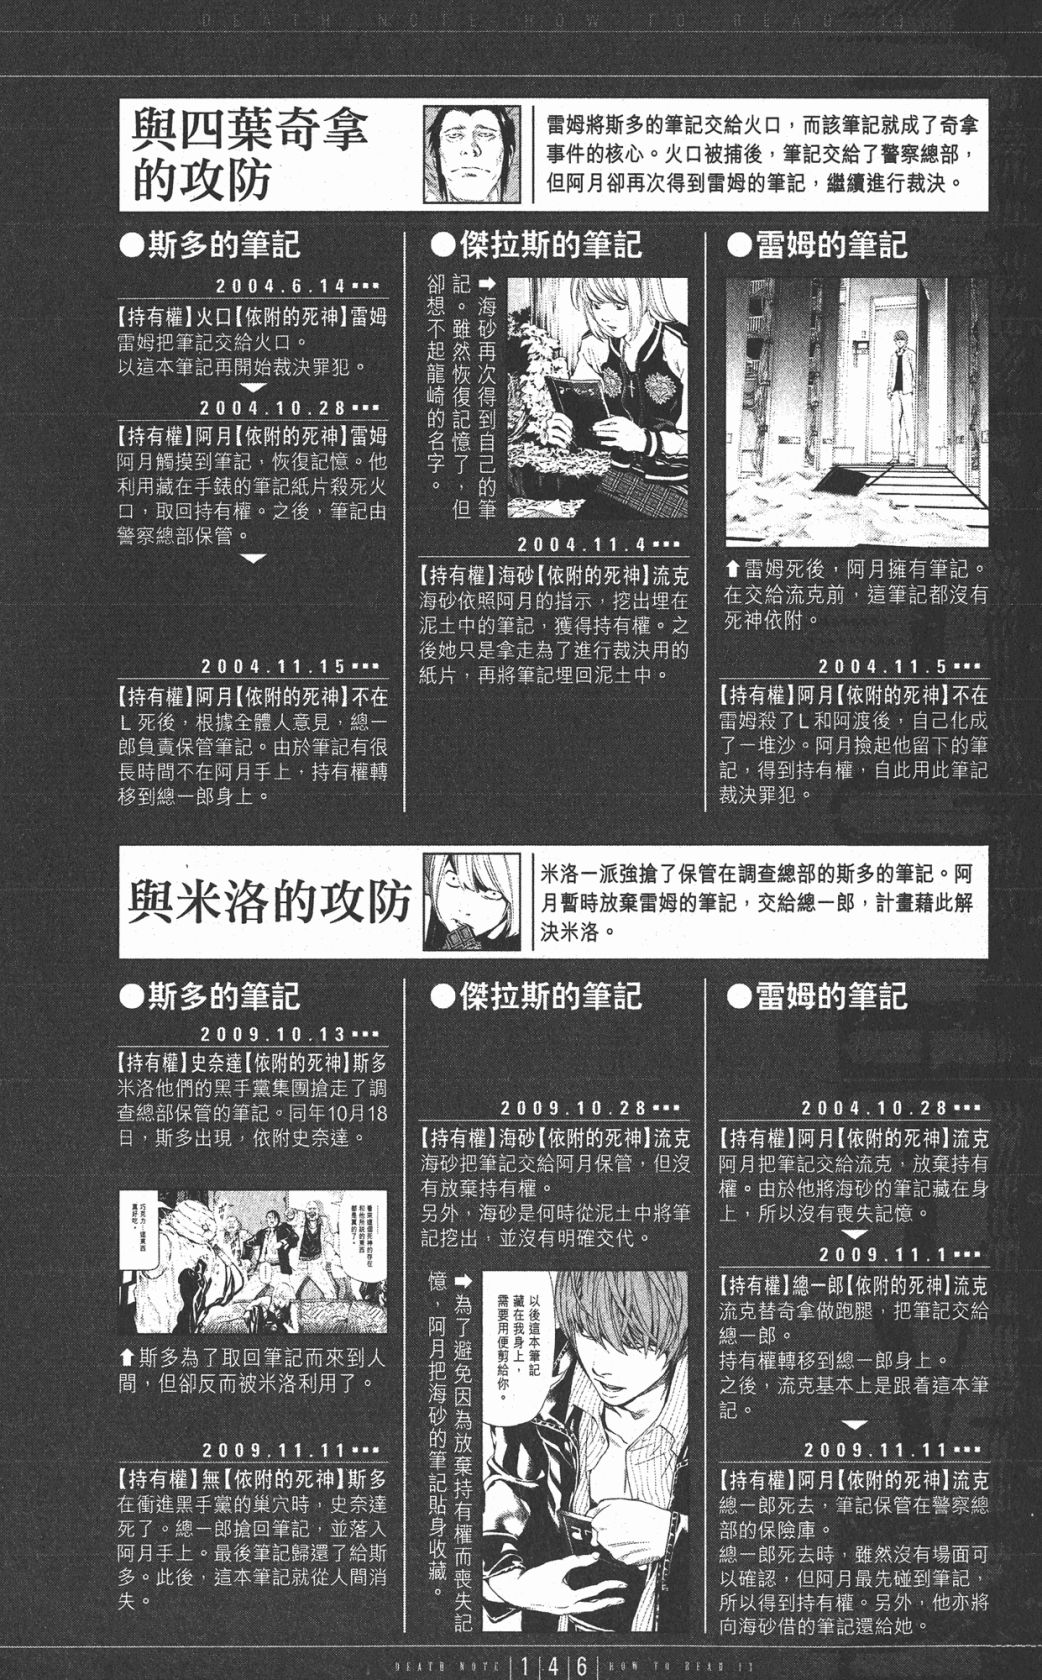 DEATH NOTE HOW TO READ 13
與四葉奇拿
的攻防
雷姆將斯多的筆記交給火口，而該筆記就成了奇拿
事件的核心。火口被捕後，筆記交給了警察總部，
但阿月卻再次得到雷姆的筆記，繼續進行裁決。
●斯多的筆記
2004.6.14
【持有權】火口【依附的死神】雷姆
雷姆把筆記交給火口。
以這本筆記再開始裁決罪犯。
2004.10.28
【持有權】阿月【依附的死神】雷姆
阿月觸摸到筆記，恢復記憶。他
利用藏在手錶的筆記紙片殺死火
口，取回持有權。之後，筆記由
警察總部保管。
2004.11.15
【持有權】阿月【依附的死神】不在
L死後，根據全體人意見，總一
郎負責保管筆記。由於筆記有很
長時間不在阿月手上，持有權轉
移到總一郎身上。
●傑拉斯的筆記
➡海砂再次得到自己的筆
記。雖然恢復記憶了，但
卻想不起龍崎的名字。
2004.11.4
【持有權】海砂【依附的死神】流克
海砂依照阿月的指示，挖出埋在
泥土中的筆記，獲得持有權。之
後她只是拿走為了進行裁決用的
紙片，再將筆記埋回泥土中。
●雷姆的筆記
⬆雷姆死後，阿月擁有筆記。
在交給流克前，這筆記都沒有
死神依附。
2004.11.5
【持有權】阿月【依附的死神】不在
雷姆殺了L和阿渡後，自己化成
了一堆沙。阿月撿起他留下的筆
記，得到持有權，自此用此筆記
裁決罪犯。
與米洛的攻防
米洛一派強搶了保管在調查總部的斯多的筆記。阿
月暫時放棄雷姆的筆記，交給總一郎，計畫藉此解
決米洛。
●斯多的筆記
2009.10.13
【持有權】史奈達【依附的死神】斯多
米洛他們的黑手黨集團搶走了調
查總部保管的筆記。同年10月18
日，斯多出現，依附史奈達。
看來這個死神的存在
和他所說的東西
都是真的了。
巧克力…這東西
真好吃。
⬆斯多為了取回筆記而來到人
間，但卻反而被米洛利用了。
2009.11.11
【持有權】無【依附的死神】斯多
在衝進黑手黨的巢穴時，史奈達
死了。總一郎搶回筆記，並落入
阿月手上。最後筆記歸還了給斯
多。此後，這本筆記就從人間消
失。
●傑拉斯的筆記
2009.10.28
【持有權】海砂【依附的死神】流克
海砂把筆記交給阿月保管，但沒
有放棄持有權。
另外，海砂是何時從泥土中將筆
記挖出，並沒有明確交代。
➡為了避免因為放棄持有權而喪失記
憶，阿月把海砂的筆記貼身收藏。
以後這本筆記
藏在我身上，
需要用便剪給你。
●雷姆的筆記
2004.10.28
【持有權】阿月【依附的死神】流克
阿月把筆記交給流克，放棄持有
權。由於他將海砂的筆記藏在身
上，所以沒有喪失記憶。
2009.11.1
【持有權】總一郎【依附的死神】流克
流克替奇拿做跑腿，把筆記交給
總一郎。
持有權轉移到總一郎身上。
之後，流克基本上是跟着這本筆
記。
2009.11.11
【持有權】阿月【依附的死神】流克
總一郎死去，筆記保管在警察總
部的保險庫。
總一郎死去時，雖然沒有場面可
以確認，但阿月最先碰到筆記，
所以得到持有權。另外，他亦將
向海砂借的筆記還給她。
DEATH NOTE 146 HOW TO READ 13